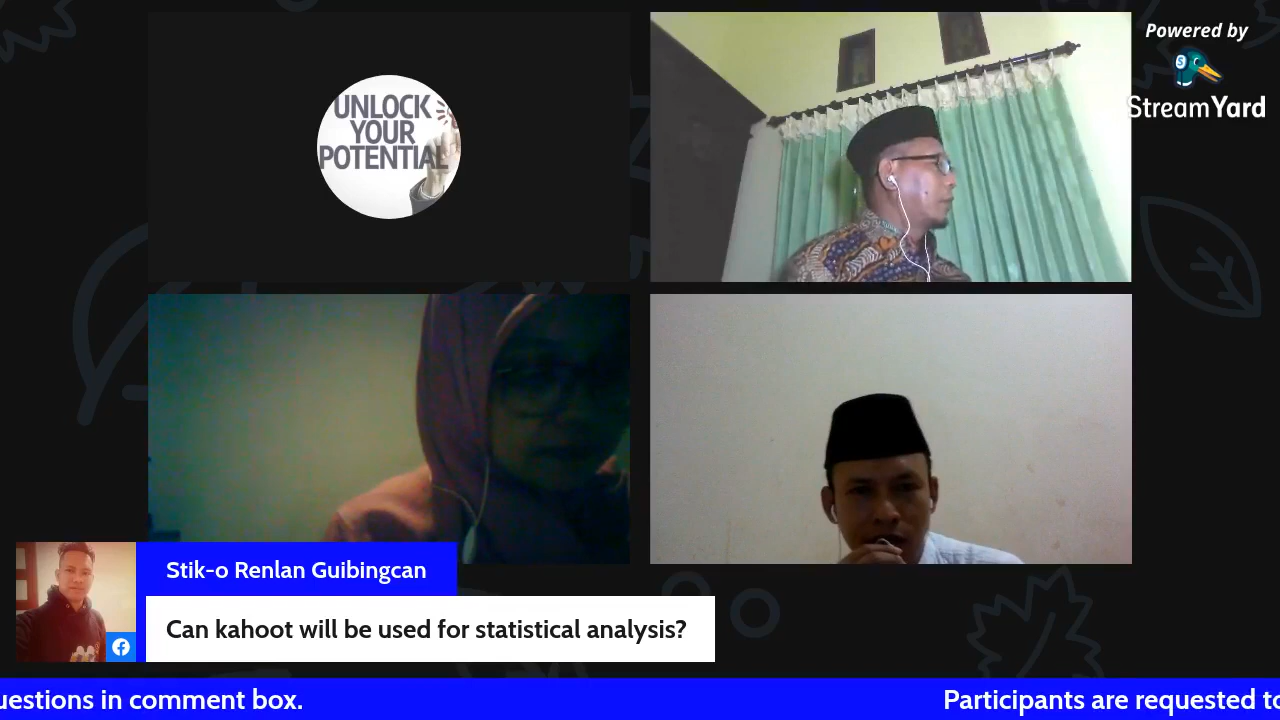 UNLOCK
YOUR
POTENTIAL
Powered by
StreamYard
Stik-o Renlan Guibingcan
Can kahoot will be used for statistical analysis?
uestions in comment box.
Participants are requested to